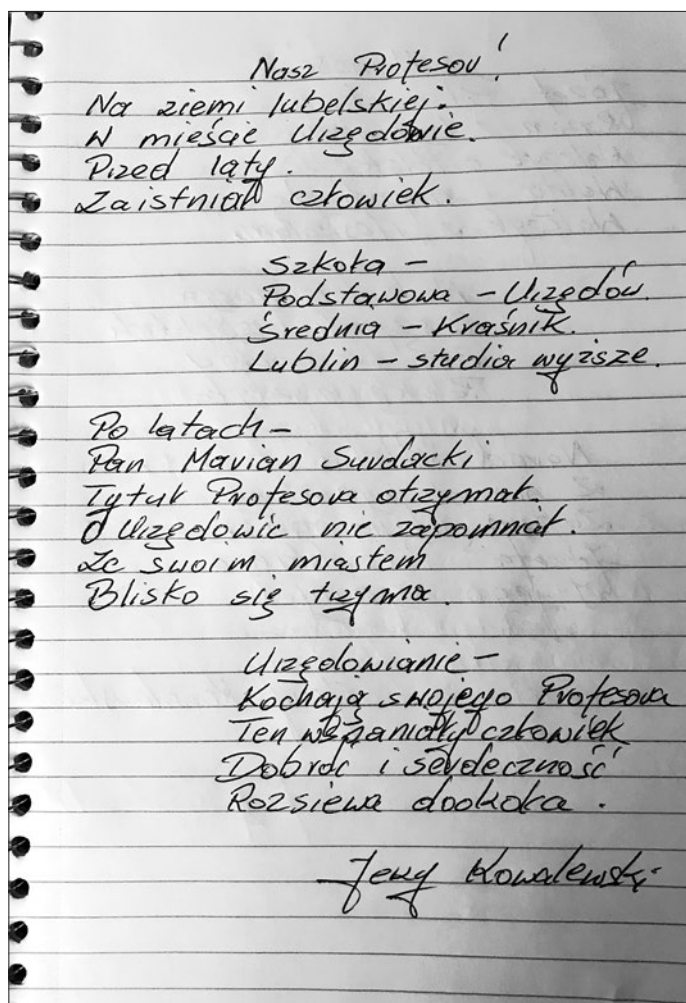 Nasz Profesor!
Na ziemi lubelskiej.
W mieście Urzędowie.
Przed laty.
Zaistniał człowiek.
Szkoła –
Podstawowa – Urzędów.
Średnia – Kraśnik.
Lublin – studia wyższe.
Po latach –
Pan Marian Surdacki
Tytuł Profesora otrzymał.
O Urzędowie nie zapomniał.
Ze swoim miastem
Blisko się trzyma.
Urzędowianie –
Kochają swojego Profesora
Ten wspaniały człowiek
Dobroć i serdeczność
Rozsiewa dookoła.
Jerzy Kowalewski